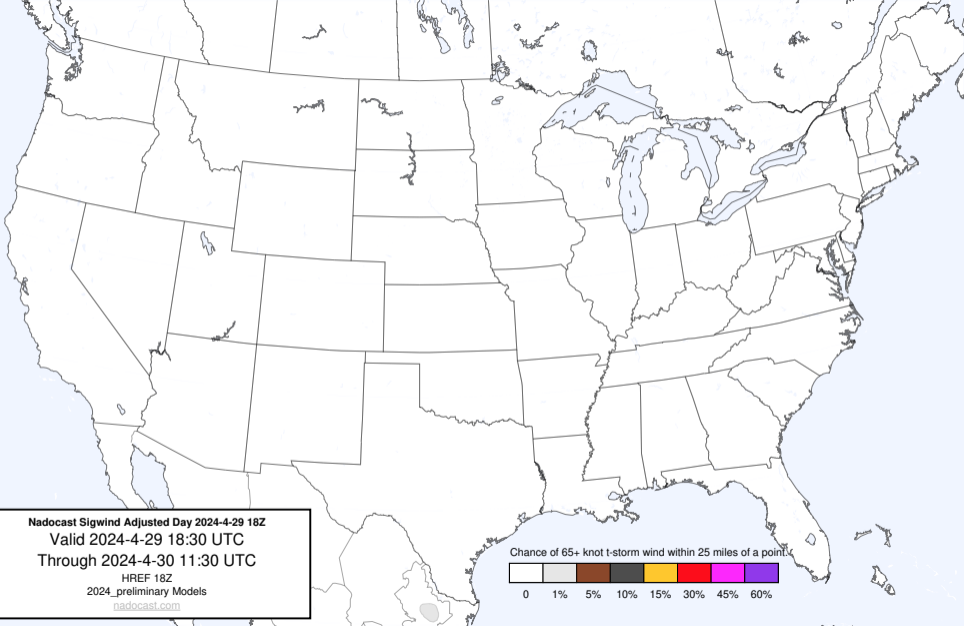 Nadocast Sigwind Adjusted Day 2024-4-29 18Z
Valid 2024-4-29 18:30 UTC
Through 2024-4-30 11:30 UTC
HREF 18Z
2024_preliminary Models
nadocast.com
Chance of 65+ knot t-storm wind within 25 miles of a point.
0 1% 5% 10% 15% 30% 45% 60%